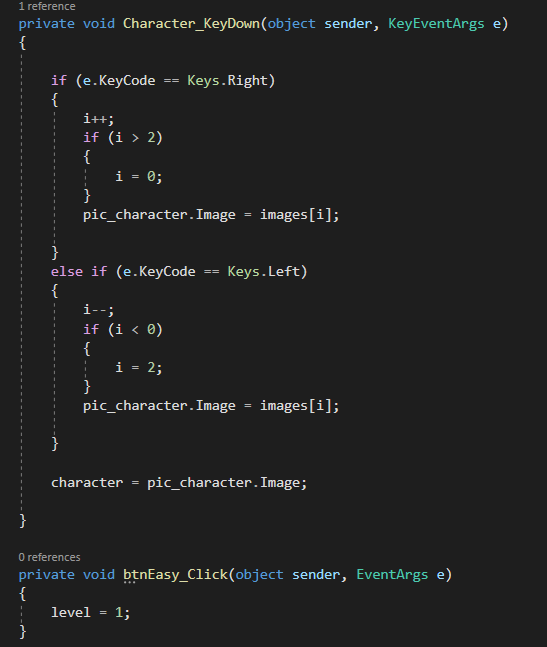 1 reference
private void Character_KeyDown(object sender, KeyEventArgs e)
{
if (e.KeyCode == Keys.Right)
{
i++;
if (i > 2)
{
i = 0;
}
pic_character.Image = images[i];
}
else if (e.KeyCode == Keys.Left)
{
i--;
if (i < 0)
{
i = 2;
}
pic_character.Image = images[i];
}
character = pic_character.Image;
}
0 references
private void btnEasy_Click(object sender, EventArgs e)
{
level = 1;
}